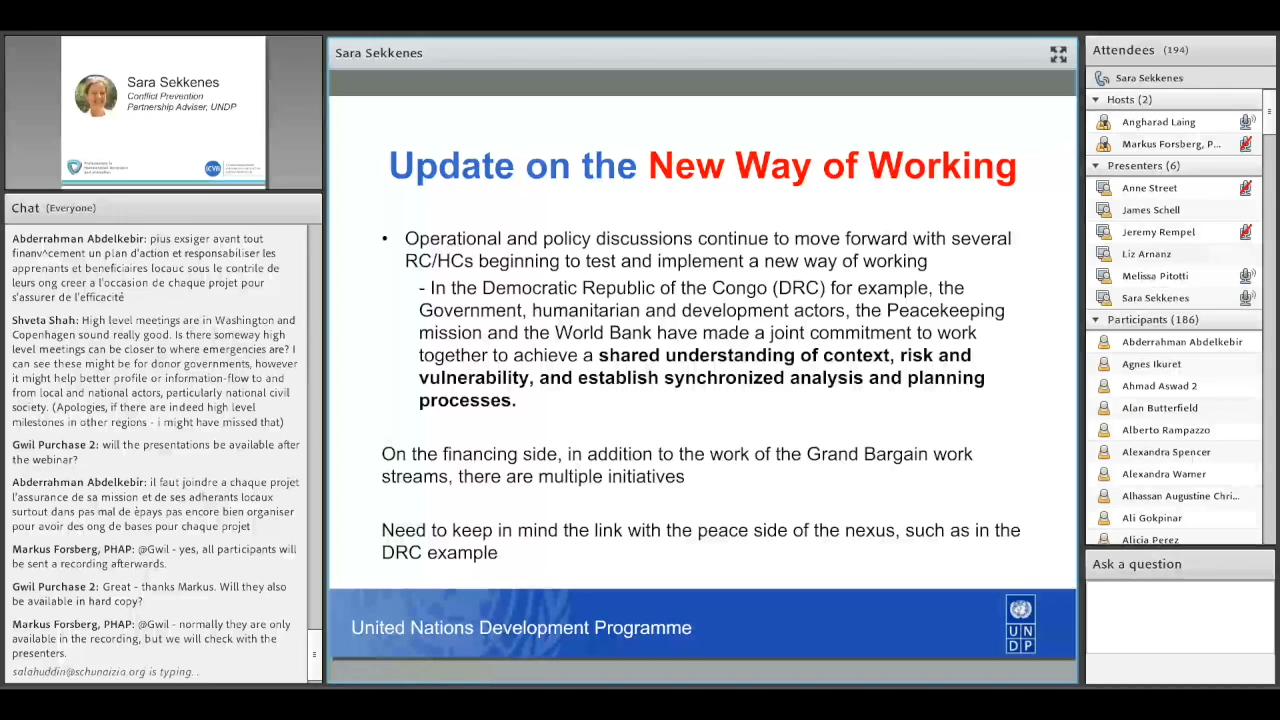 Sara Sekkenes
Conflict Prevention
Partnership Adviser, UNDP
Chat (Everyone)
Abderrahman Abdelkebir: pius exsiger avant tout
financ^cement un plan d'action et responsabiliser les
apprenants et beneficiaires locauc sous le contrile de
leurs ong creer a l'occasion de chaque projet pour
s'assurer de l'efficacité
Shveta Shah: High level meetings are in Washington and
Copenhagen sound really good. Is there someway high
level meetings can be closer to where emergencies are? I
can see these might be for donor governments, however
it might help better profile or information-flow to and
from local and national actors, particularly national civil
society. (Apologies, if there are indeed high level
milestones in other regions - i might have missed that)
Gwil Purchase 2: will the presentations be available after
the webinar?
Abderrahman Abdelkebir: il faut joindre a chaque projet
l'assurance de sa mission et de ses adherants locaux
surtout dans pas mal de èpays pas encore bien organiser
pour avoir des ong de bases pour chaque projet
Markus Forsberg, PHAP: @Gwil - yes, all participants will
be sent a recording afterwards.
Gwil Purchase 2: Great - thanks Markus. Will they also
be available in hard copy?
Markus Forsberg, PHAP: @Gwil - normally they are only
available in the recording, but we will check with the
presenters.
salahuddin@schunaizia.org is typing. .
Sara Sekkenes
Update on the New Way of Working
• Operational and policy discussions continue to move forward with several
RC/HCs beginning to test and implement a new way of working
- In the Democratic Republic of the Congo (DRC) for example, the
Government, humanitarian and development actors, the Peacekeeping
mission and the World Bank have made a joint commitment to work
together to achieve a shared understanding of context, risk and
vulnerability, and establish synchronized analysis and planning
processes.
On the financing side, in addition to the work of the Grand Bargain work
streams, there are multiple initiatives
Need to keep in mind the link with the peace side of the nexus, such as in the
DRC example
United Nations Development Programme
U N
D P
Attendees (194)
Sara Sekkenes
Hosts (2)
Angharad Laing
Markus Forsberg, P...
Presenters (6)
Anne Street
James Schell
Jeremy Rempel
Liz Arnanz
Melissa Pitotti
Sara Sekkenes
Participants (186)
Abderrahman Abdelkebir
Agnes Ikuret
Ahmad Aswad 2
Alan Butterfield
Alberto Rampazzo
Alexandra Spencer
Alexandra Warner
Alhassan Augustine Chri...
Ali Gokpinar
Alicia Perez
Ask a question